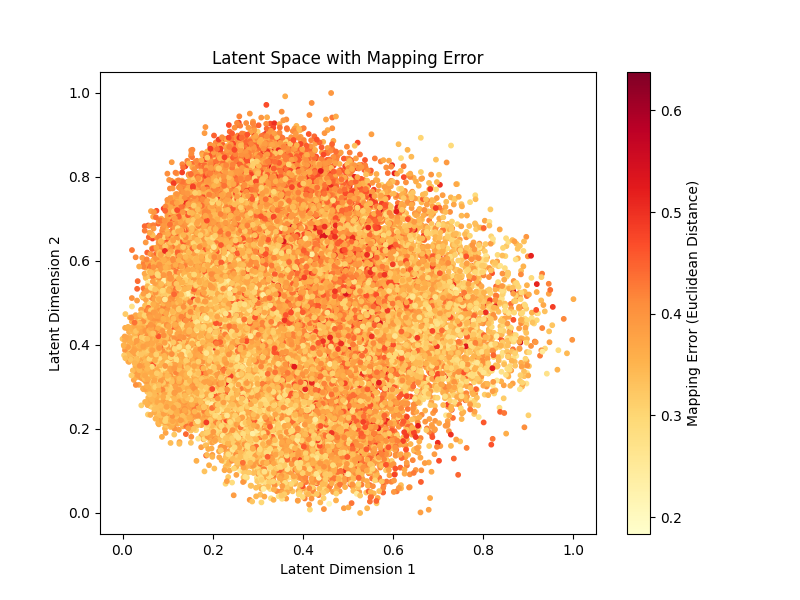 Latent Space with Mapping Error
1.0
0.8
0.6
0.4
0.2
0.0
Latent Dimension 2
0.0 0.2 0.4 0.6 0.8 1.0
Latent Dimension 1
0.6
0.5
0.4
0.3
0.2
Mapping Error (Euclidean Distance)